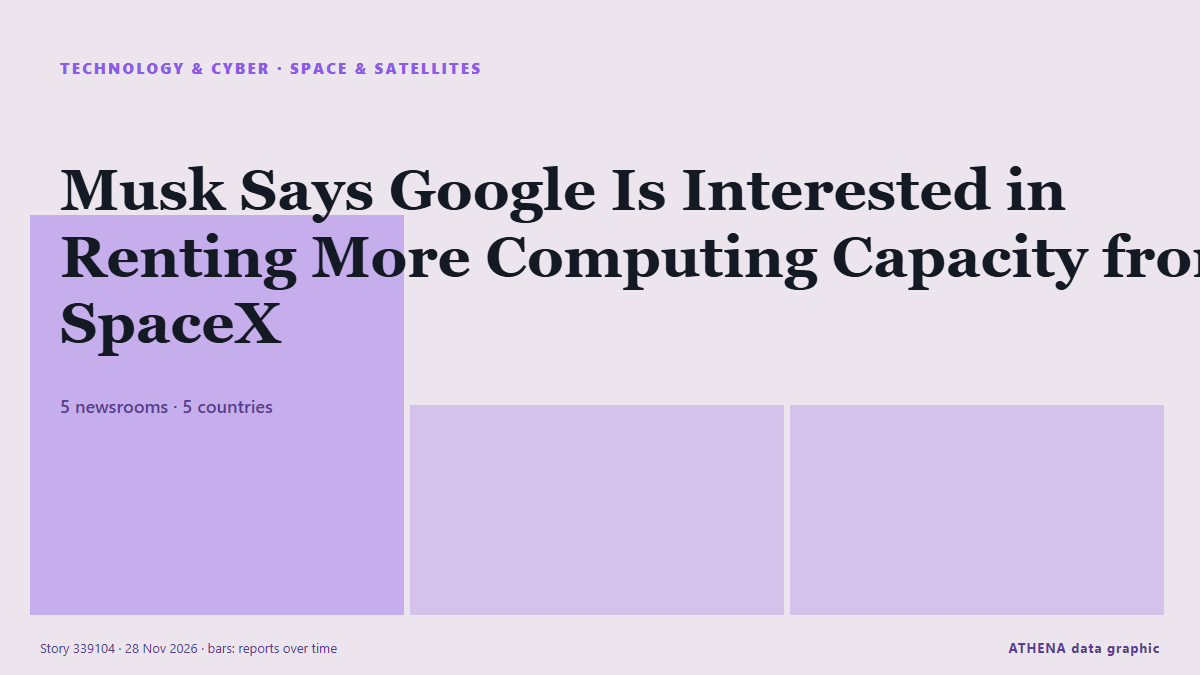 TECHNOLOGY & CYBER · SPACE & SATELLITES
Musk Says Google Is Interested in
Renting More Computing Capacity
SpaceX
5 newsrooms · 5 countries
Story 339104 · 28 Nov 2026 · bars: reports over time
ATHENA data graphic